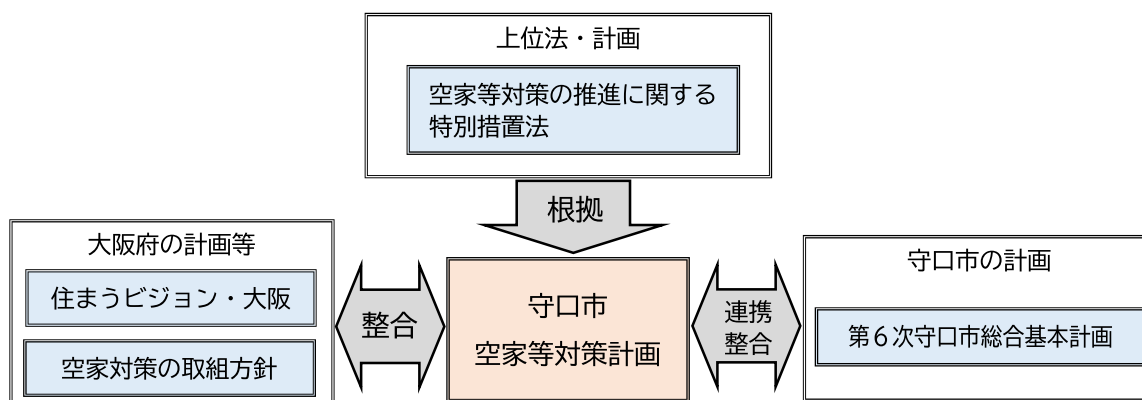 上位法・計画
空家等対策の推進に関する
特別措置法
根拠
大阪府の計画等
住まうビジョン・大阪
空家対策の取組方針
整合
守口市
空家等対策計画
連携
整合
守口市の計画
第６次守口市総合基本計画